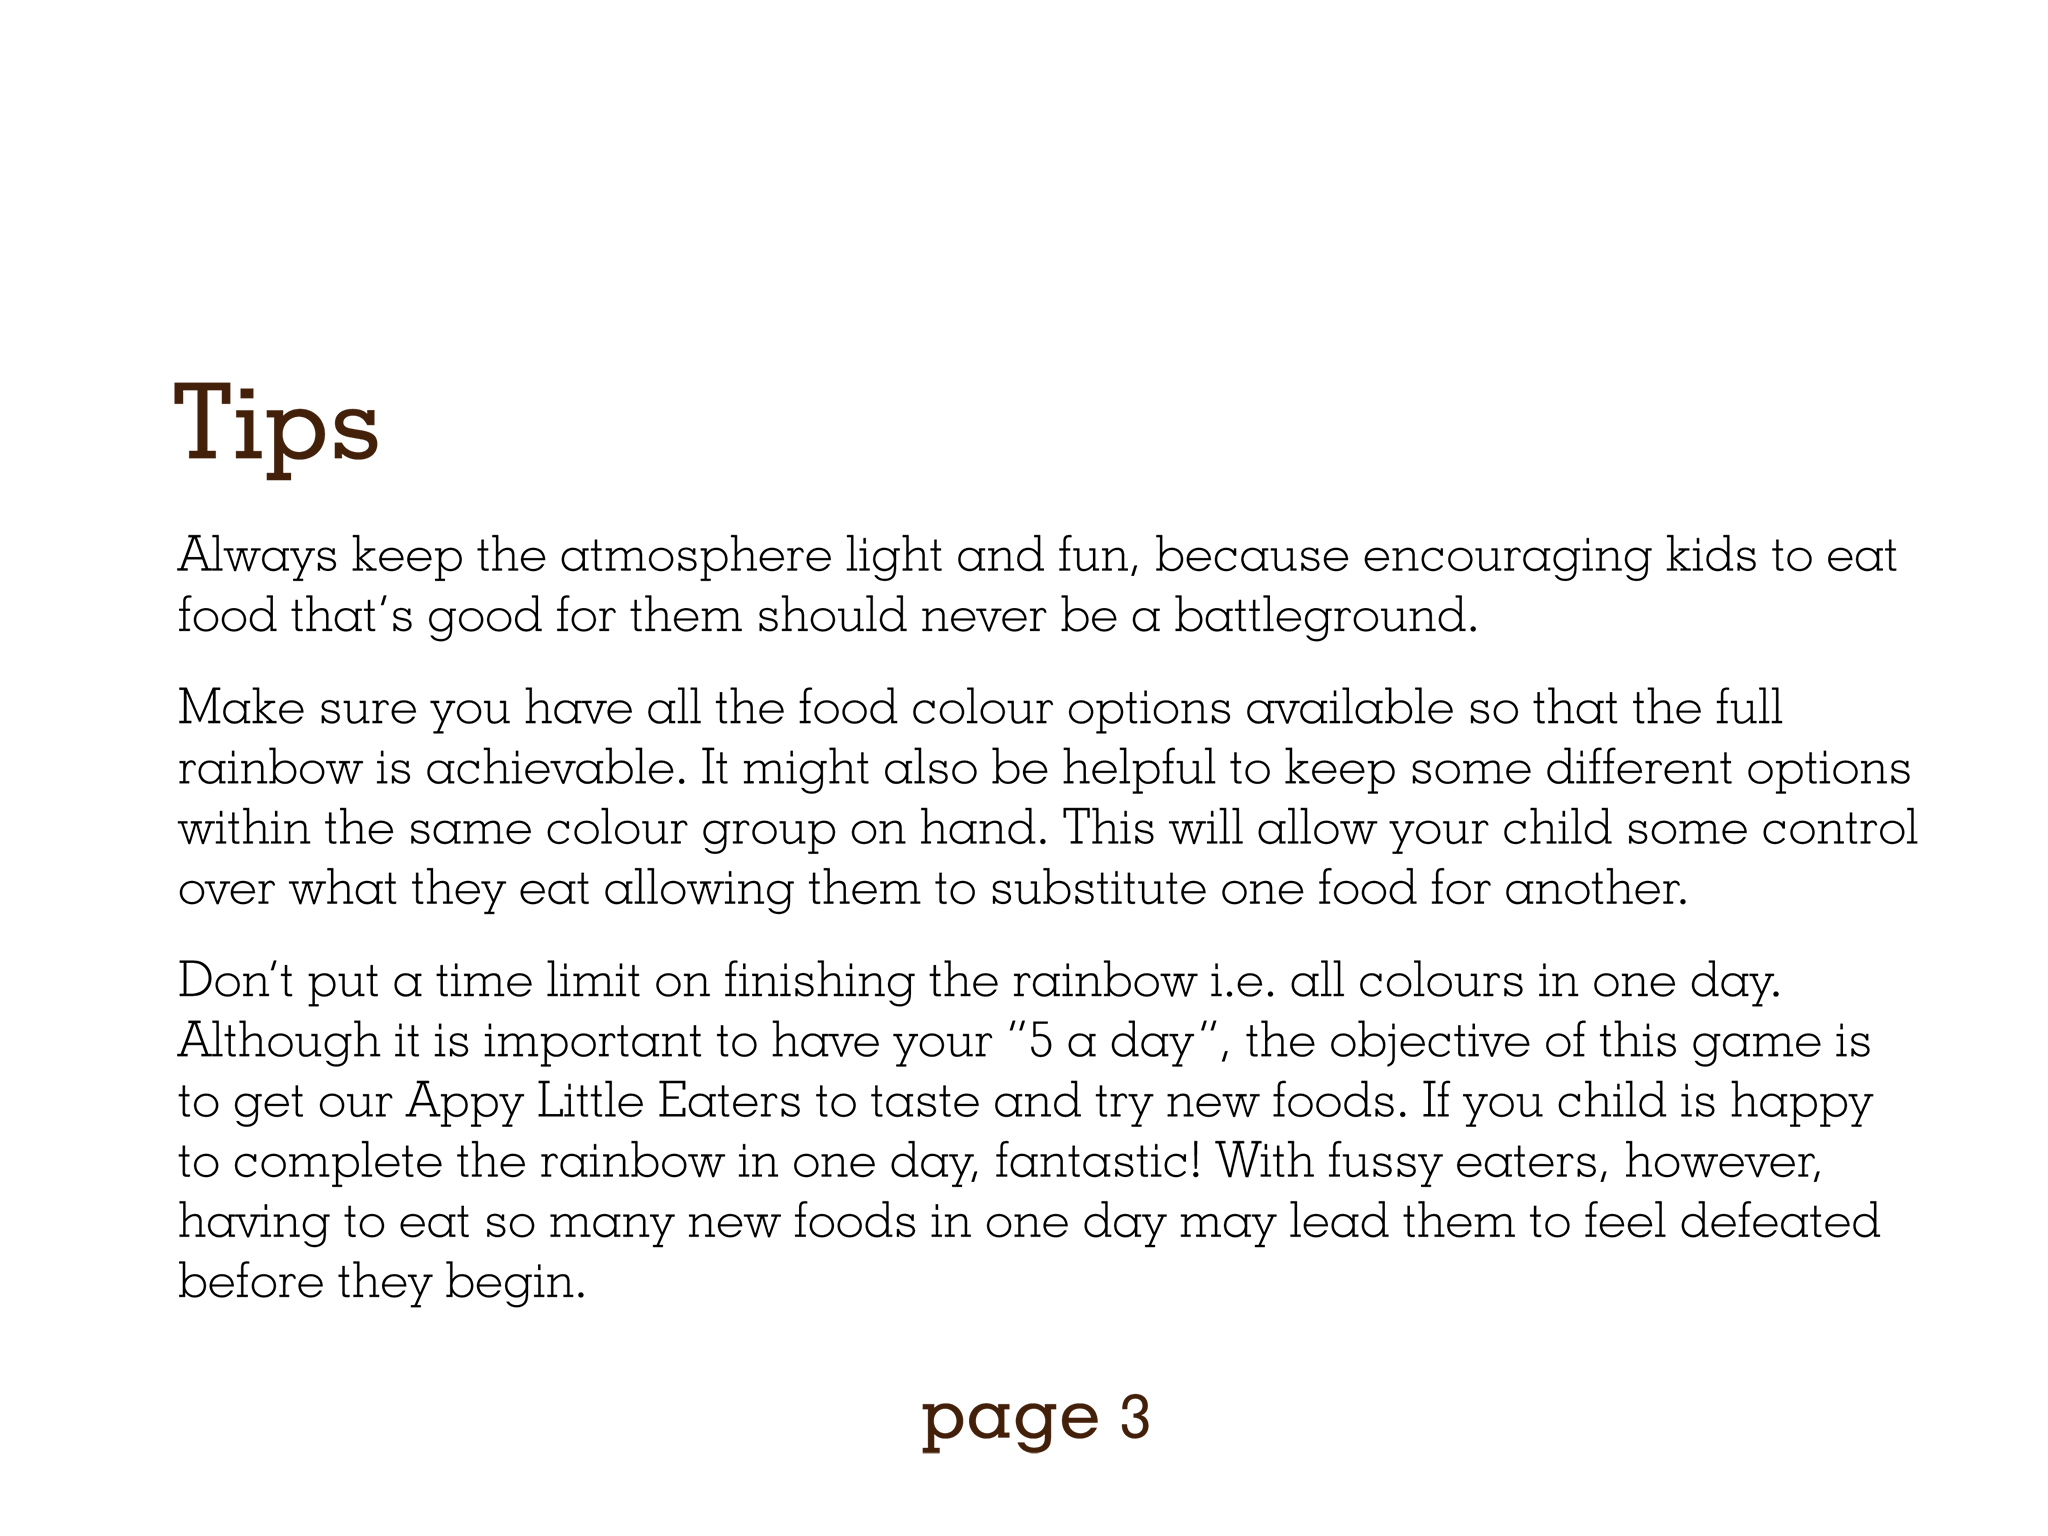 Tips
Always keep the atmosphere light and fun, because encouraging kids to eat
food that's good for them should never be a battleground.
Make sure you have all the food colour options available so that the full
rainbow is achievable. It might also be helpful to keep some different options
within the same colour group on hand. This will allow your child some control
over what they eat allowing them to substitute one food for another.
Don't put a time limit on finishing the rainbow i.e. all colours in one day.
Although it is important to have your "5 a day", the objective of this game is
to get our Appy Little Eaters to taste and try new foods. If you child is happy
to complete the rainbow in one day, fantastic! With fussy eaters, however,
having to eat so many new foods in one day may lead them to feel defeated
before they begin.
page 3